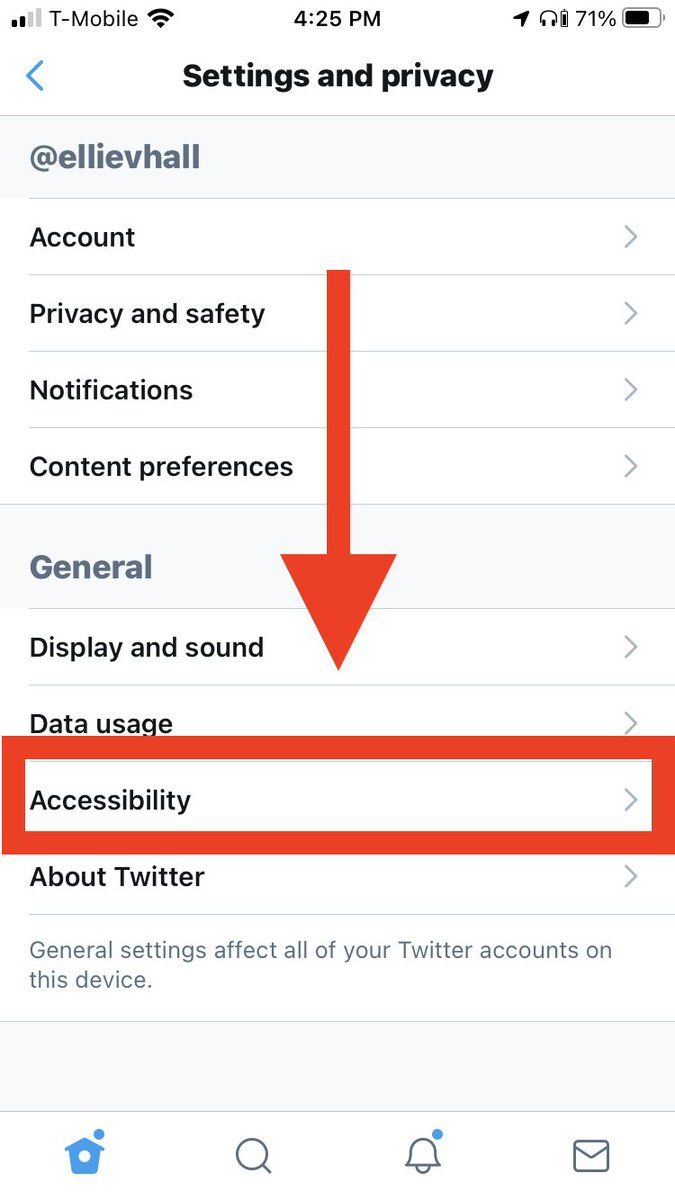 T-Mobile 4:25 PM 71%
Settings and privacy
@ellievhall
Account
Privacy and safety
Notifications
Content preferences
General
Display and sound
Data usage
Accessibility
About Twitter
General settings affect all of your Twitter accounts on
this device.